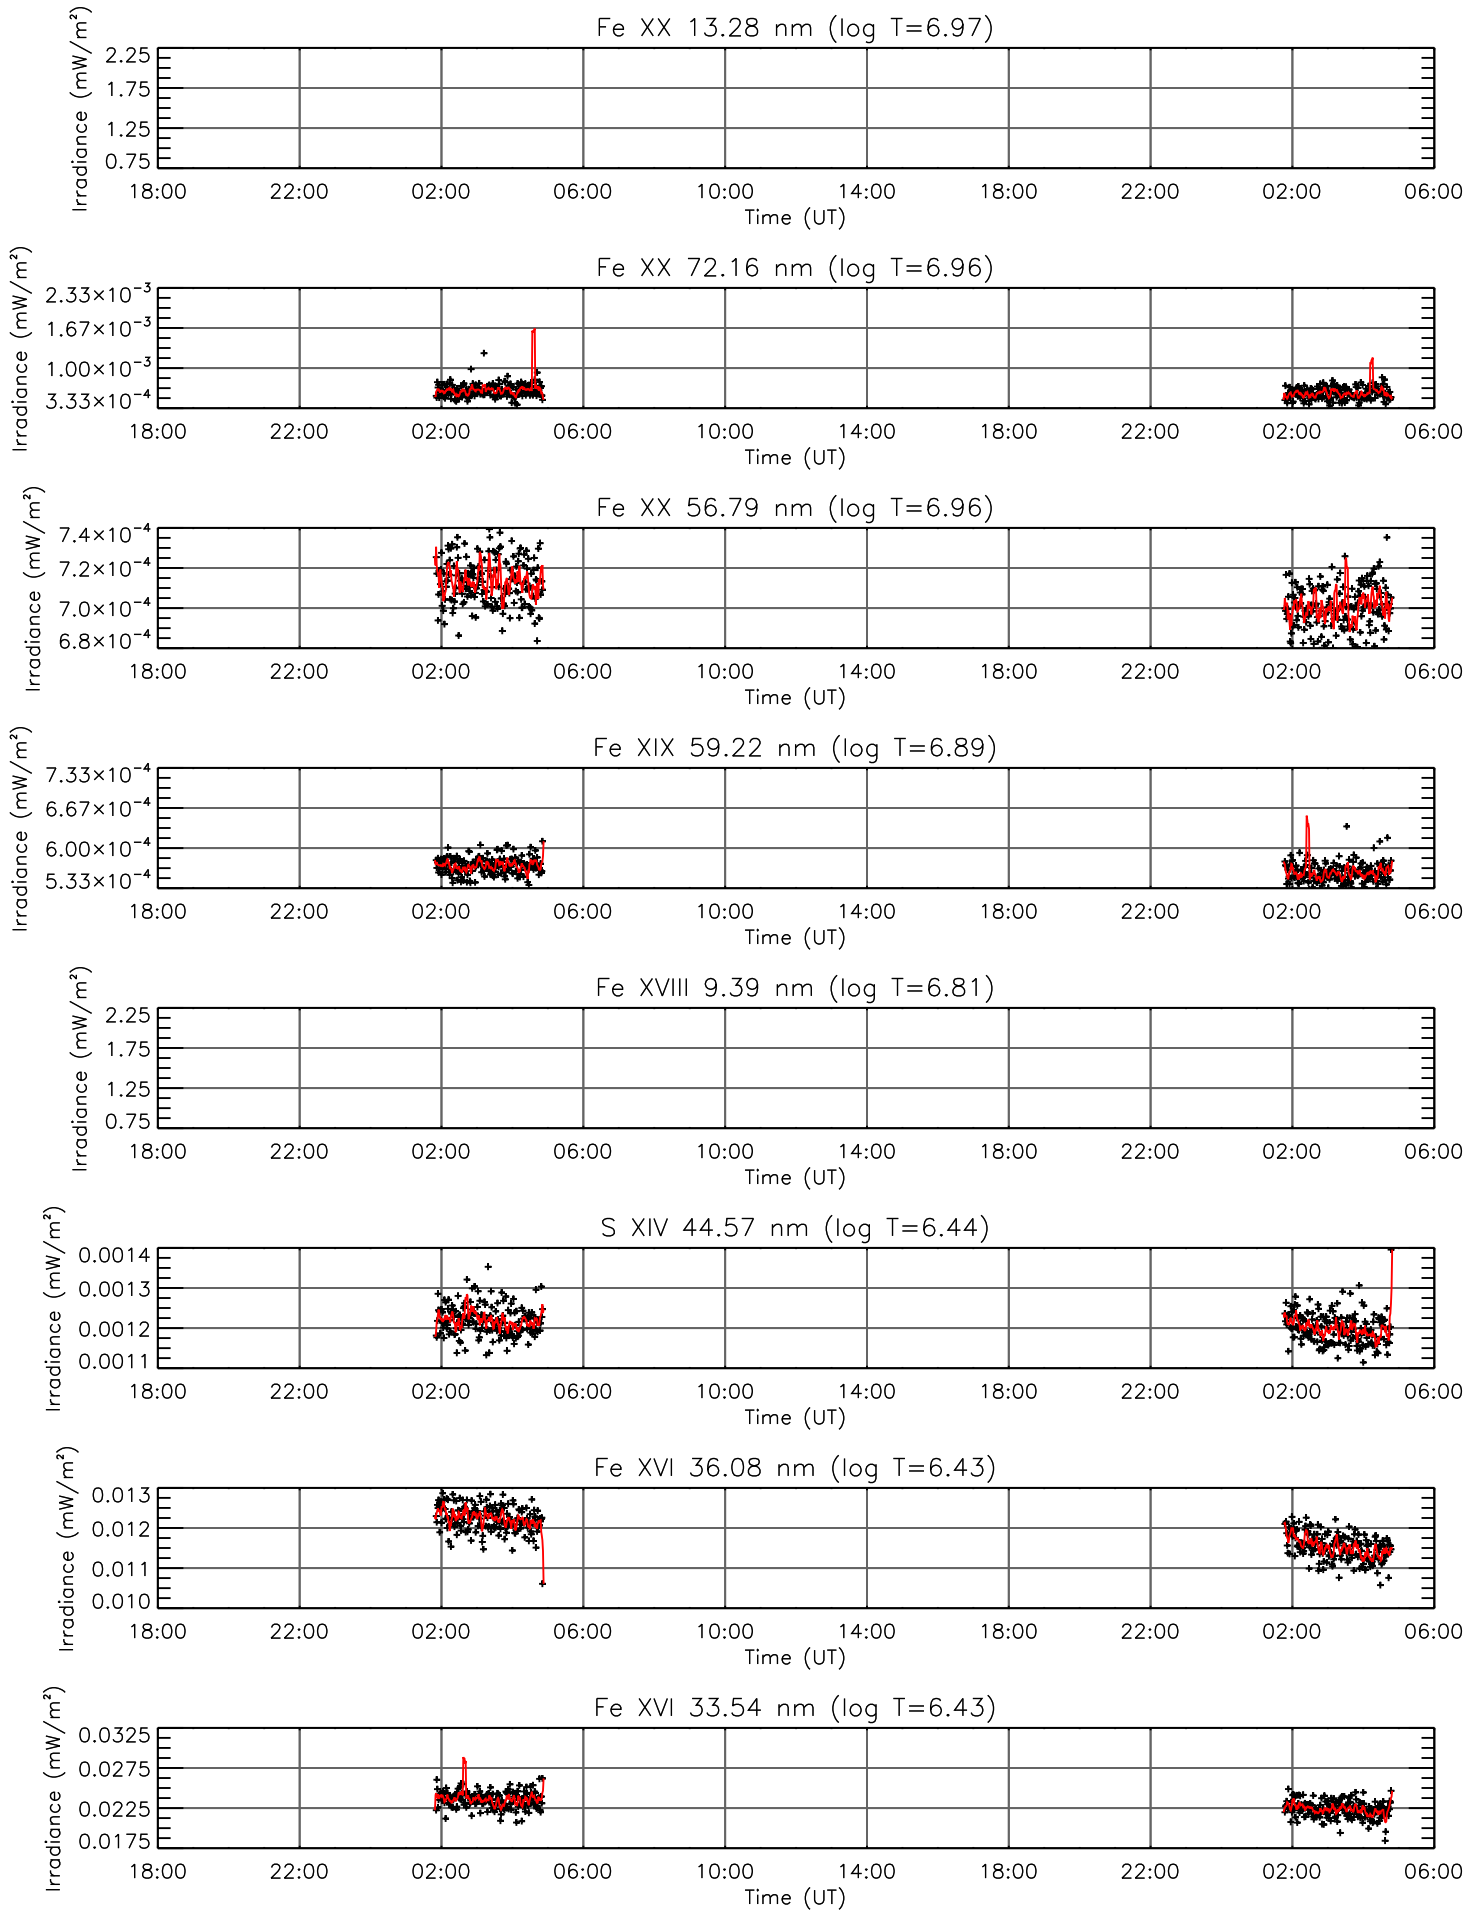 Fe XX 13.28 nm (log T=6.97)
Irradiance (mW/m²)
2.25
1.75
1.25
0.75
18:00 22:00 02:00 06:00 10:00 14:00 18:00 22:00 02:00 06:00
Time (UT)
Fe XX 72.16 nm (log T=6.96)
Irradiance (mW/m²)
2.33×10⁻³
1.67×10⁻³
1.00×10⁻³
3.33×10⁻⁴
18:00 22:00 02:00 06:00 10:00 14:00 18:00 22:00 02:00 06:00
Time (UT)
Fe XX 56.79 nm (log T=6.96)
Irradiance (mW/m²)
7.4×10⁻⁴
7.2×10⁻⁴
7.0×10⁻⁴
6.8×10⁻⁴
18:00 22:00 02:00 06:00 10:00 14:00 18:00 22:00 02:00 06:00
Time (UT)
Fe XIX 59.22 nm (log T=6.89)
Irradiance (mW/m²)
7.33×10⁻⁴
6.67×10⁻⁴
6.00×10⁻⁴
5.33×10⁻⁴
18:00 22:00 02:00 06:00 10:00 14:00 18:00 22:00 02:00 06:00
Time (UT)
Fe XVIII 9.39 nm (log T=6.81)
Irradiance (mW/m²)
2.25
1.75
1.25
0.75
18:00 22:00 02:00 06:00 10:00 14:00 18:00 22:00 02:00 06:00
Time (UT)
S XIV 44.57 nm (log T=6.44)
Irradiance (mW/m²)
0.0014
0.0013
0.0012
0.0011
18:00 22:00 02:00 06:00 10:00 14:00 18:00 22:00 02:00 06:00
Time (UT)
Fe XVI 36.08 nm (log T=6.43)
Irradiance (mW/m²)
0.013
0.012
0.011
0.010
18:00 22:00 02:00 06:00 10:00 14:00 18:00 22:00 02:00 06:00
Time (UT)
Fe XVI 33.54 nm (log T=6.43)
Irradiance (mW/m²)
0.0325
0.0275
0.0225
0.0175
18:00 22:00 02:00 06:00 10:00 14:00 18:00 22:00 02:00 06:00
Time (UT)